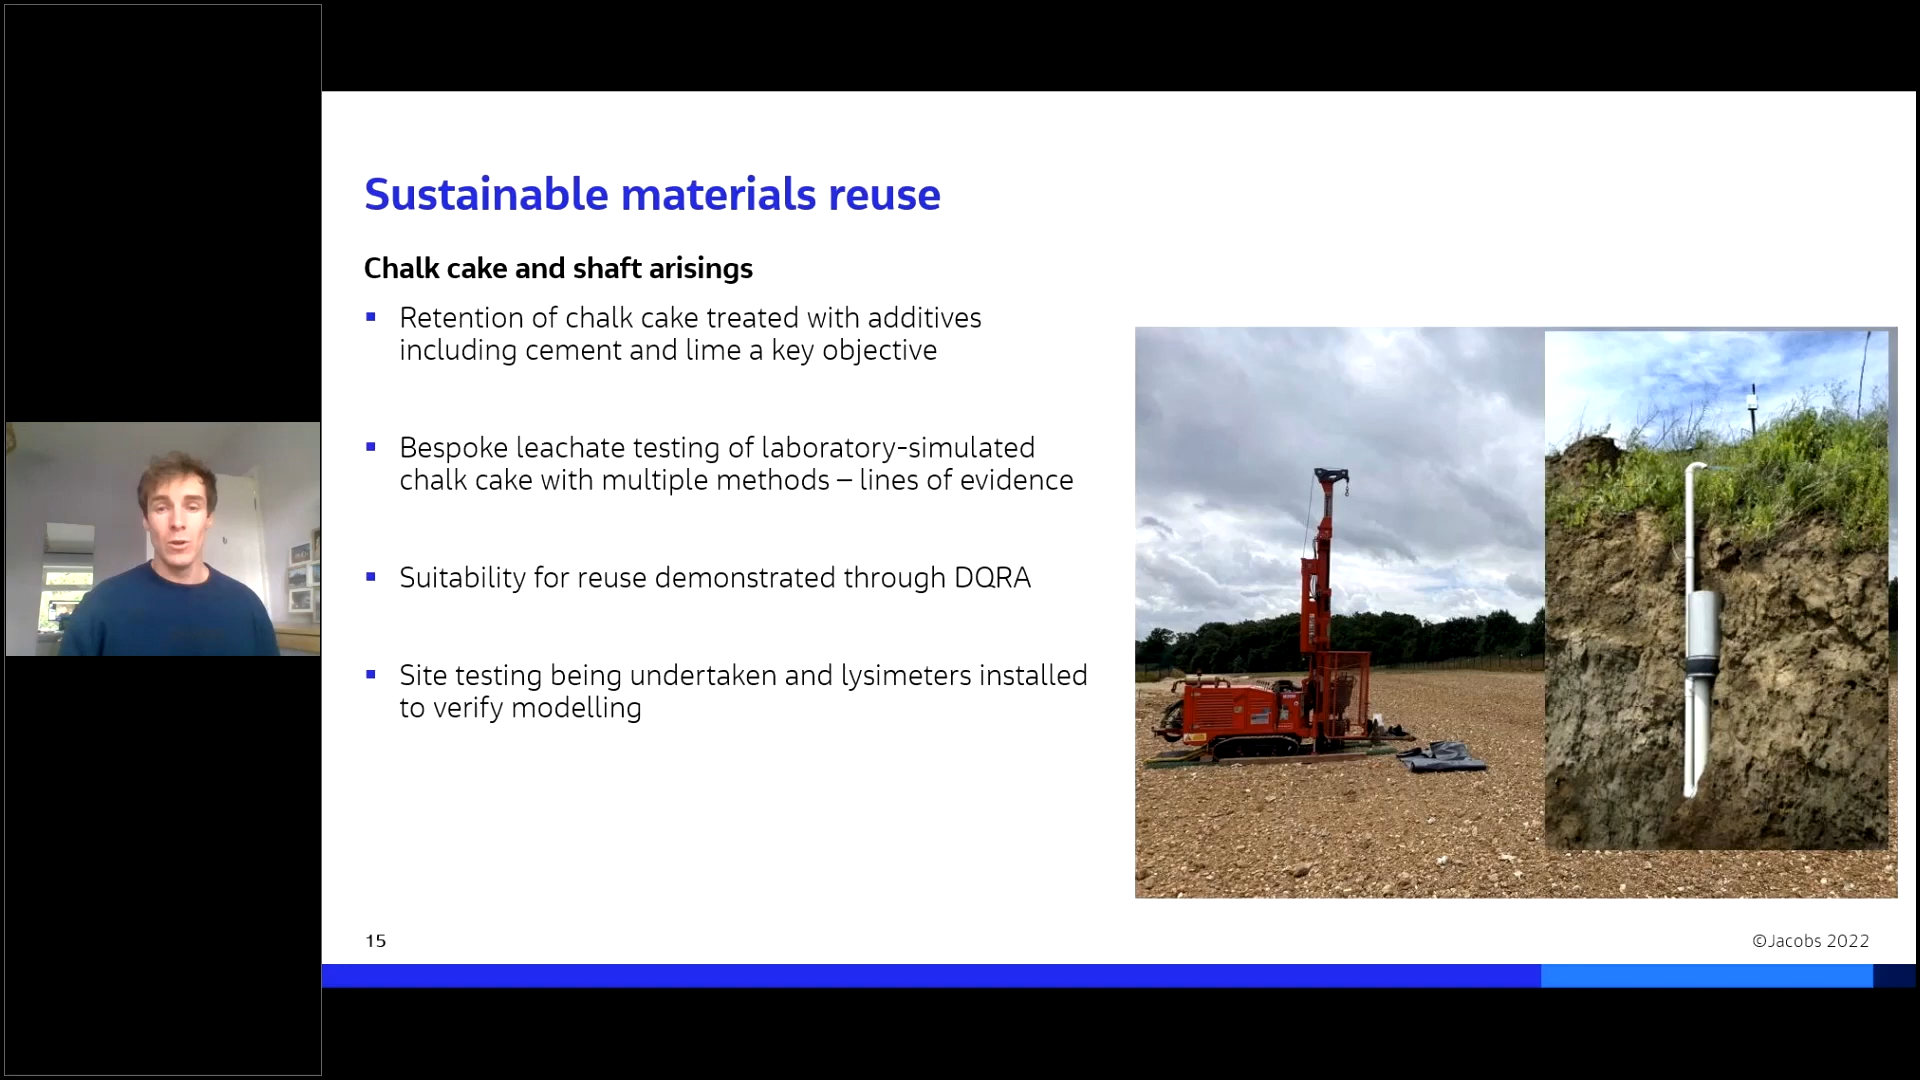 Sustainable materials reuse
Chalk cake and shaft arisings
▪ Retention of chalk cake treated with additives
including cement and lime a key objective
▪ Bespoke leachate testing of laboratory-simulated
chalk cake with multiple methods – lines of evidence
▪ Suitability for reuse demonstrated through DQRA
▪ Site testing being undertaken and lysimeters installed
to verify modelling
15
©Jacobs 2022